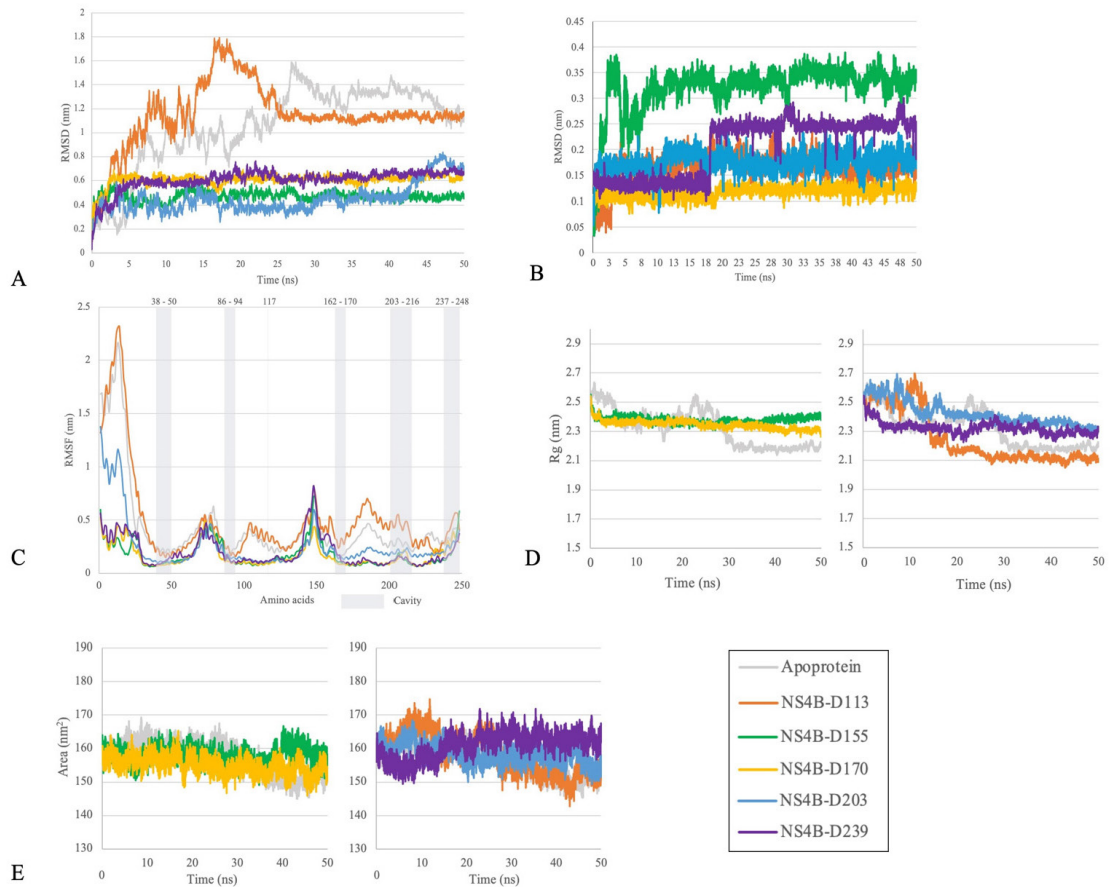 2
1.8
1.6
1.4
1.2
1
0.8
0.6
0.4
0.2
0
RMSD (nm)
0 5 10 15 20 25 30 35 40 45 50
Time (ns)
A
0.45
0.4
0.35
0.3
0.25
0.2
0.15
0.1
0.05
0
RMSD (nm)
0 3 5 8 10 13 15 18 20 23 25 28 30 33 35 38 40 43 45 48 50
Time (ns)
B
38 - 50 86 - 94 117 162 - 170 203 - 216 237 - 248
2.5
2
1.5
1
0.5
0
RMSF (nm)
0 50 100 150 200 250
Amino acids Cavity
C
2.9
2.7
2.5
2.3
2.1
1.9
1.7
1.5
Rg (nm)
0 10 20 30 40 50
Time (ns)
2.9
2.7
2.5
2.3
2.1
1.9
1.7
1.5
0 10 20 30 40 50
Time (ns)
D
190
180
170
160
150
140
130
Area (nm²)
0 10 20 30 40 50
Time (ns)
190
180
170
160
150
140
130
0 10 20 30 40 50
Time (ns)
E
Apoprotein
NS4B-D113
NS4B-D155
NS4B-D170
NS4B-D203
NS4B-D239